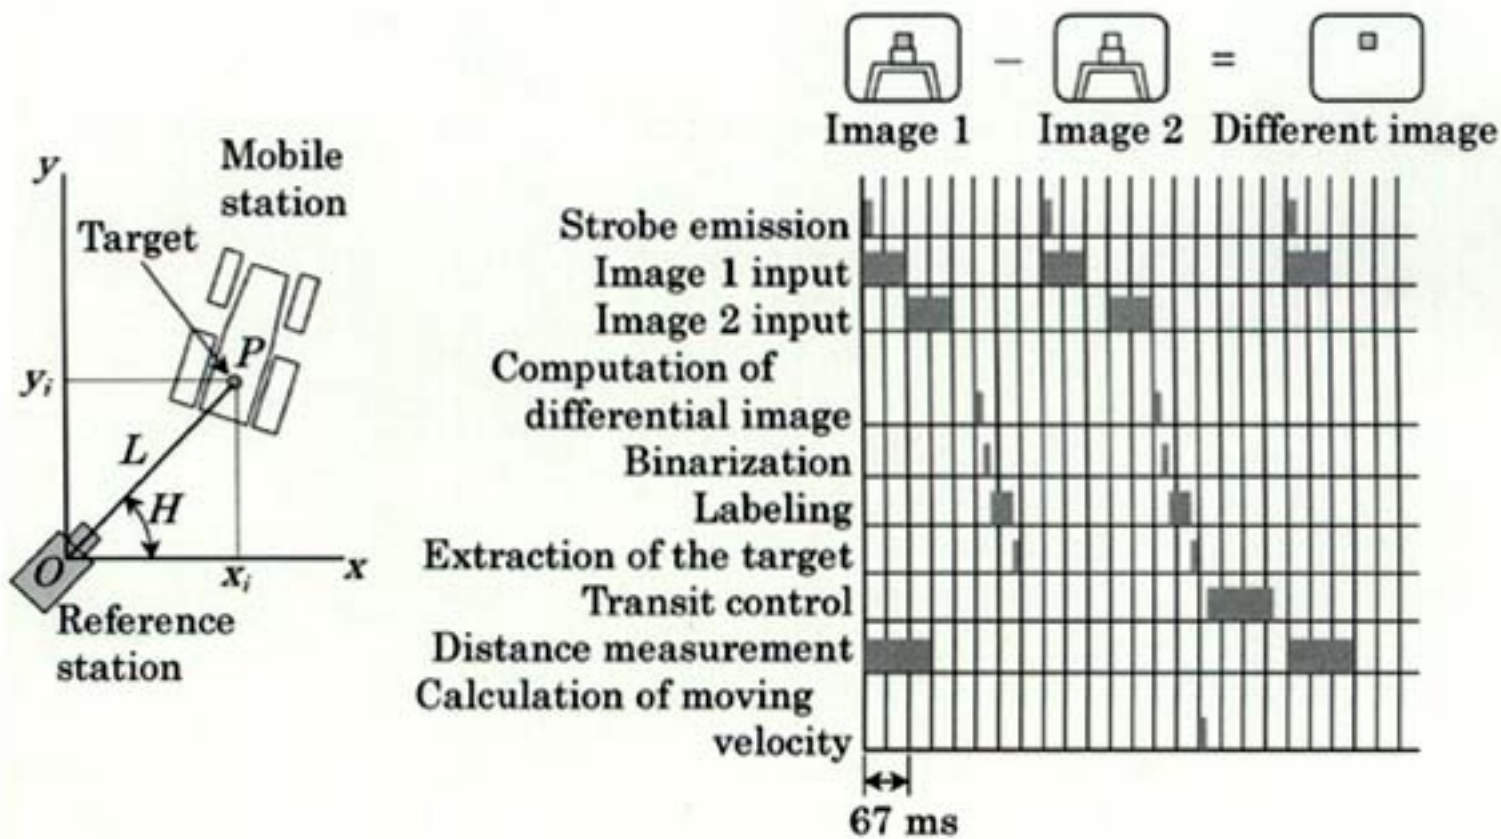 Image 1
−
Image 2
=
Different image
y
Mobile
station
Target
P
yᵢ
L
H
O
xᵢ
x
Reference
station
Strobe emission
Image 1 input
Image 2 input
Computation of
differential image
Binarization
Labeling
Extraction of the target
Transit control
Distance measurement
Calculation of moving
velocity
67 ms